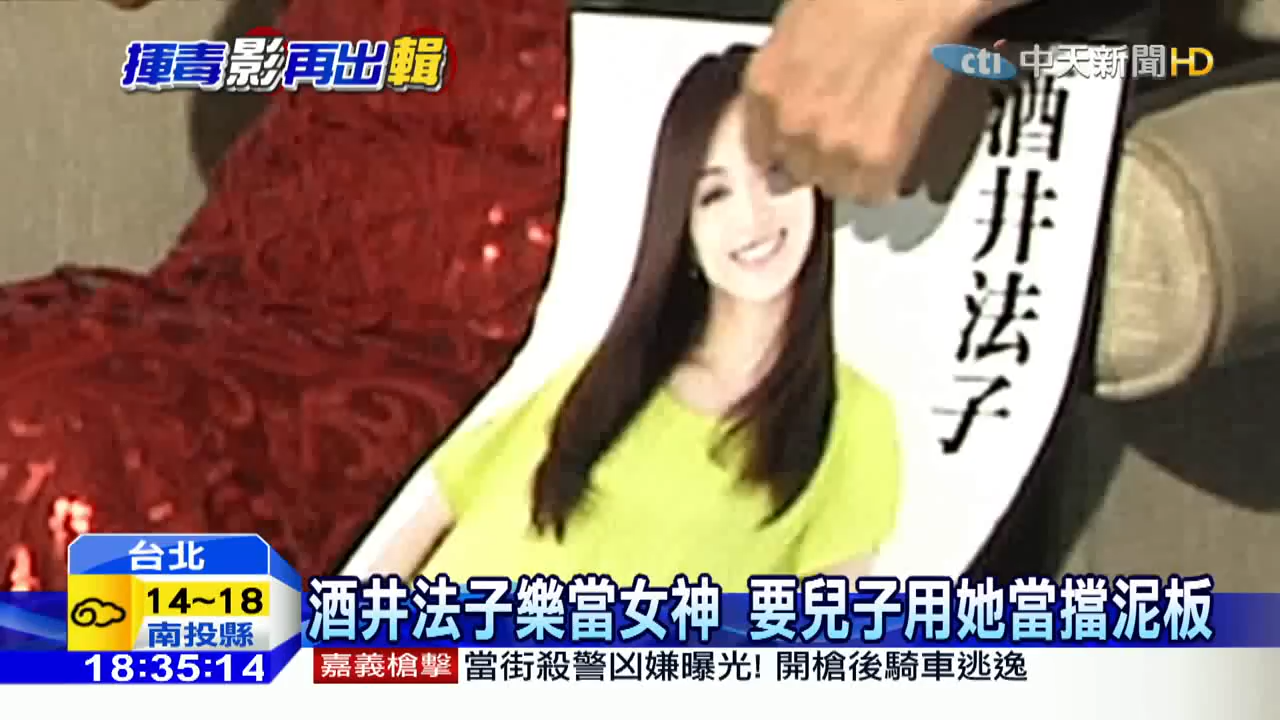 揮毒影再出輯
cti 中天新聞HD
酒井法子
台北
14~18
南投縣
18:35:14
酒井法子樂當女神 要兒子用她當擋泥板
嘉義槍擊 當街殺警凶嫌曝光! 開槍後騎車逃逸